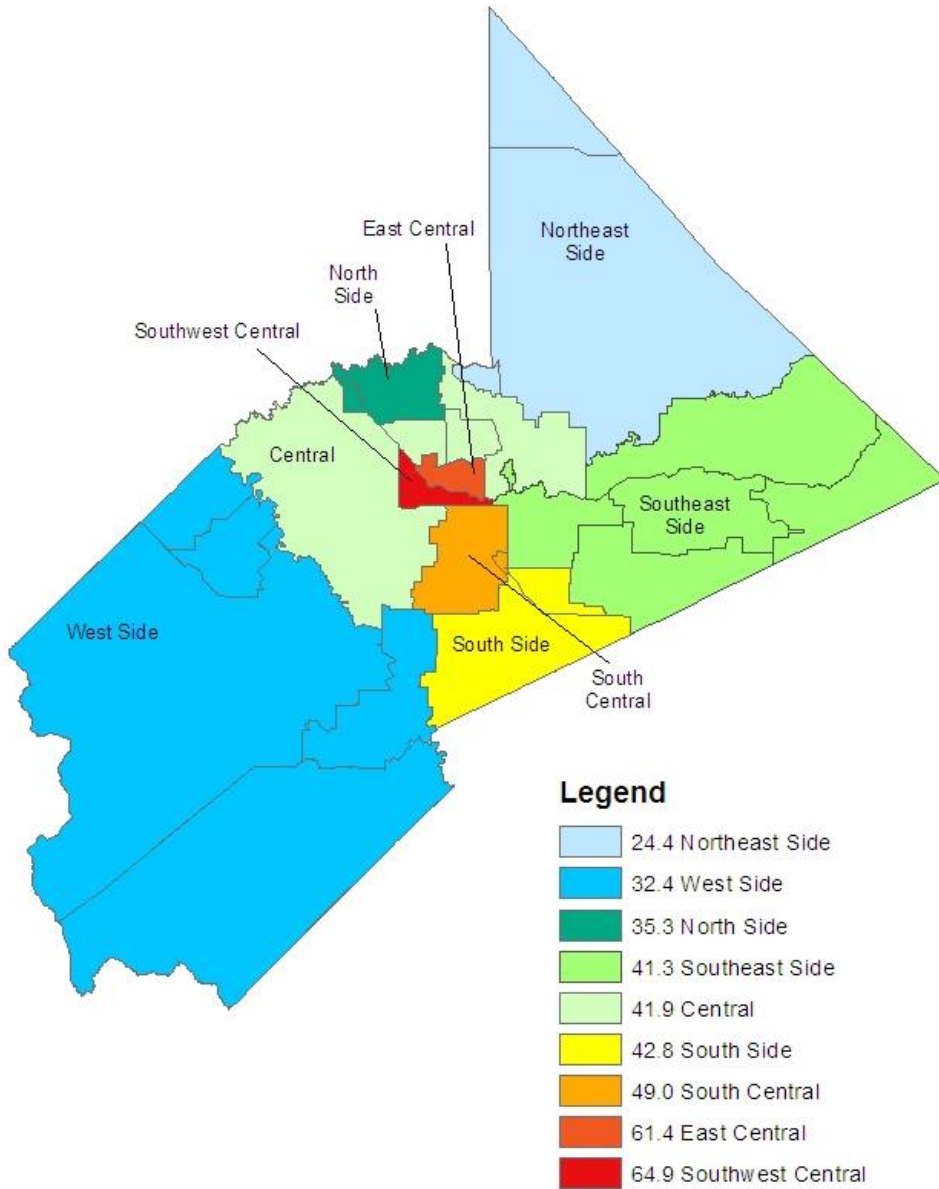 Northeast
Side
East Central
North
Side
Southwest Central
Central
Southeast
Side
West Side
South Side
South
Central
Legend
24.4 Northeast Side
32.4 West Side
35.3 North Side
41.3 Southeast Side
41.9 Central
42.8 South Side
49.0 South Central
61.4 East Central
64.9 Southwest Central